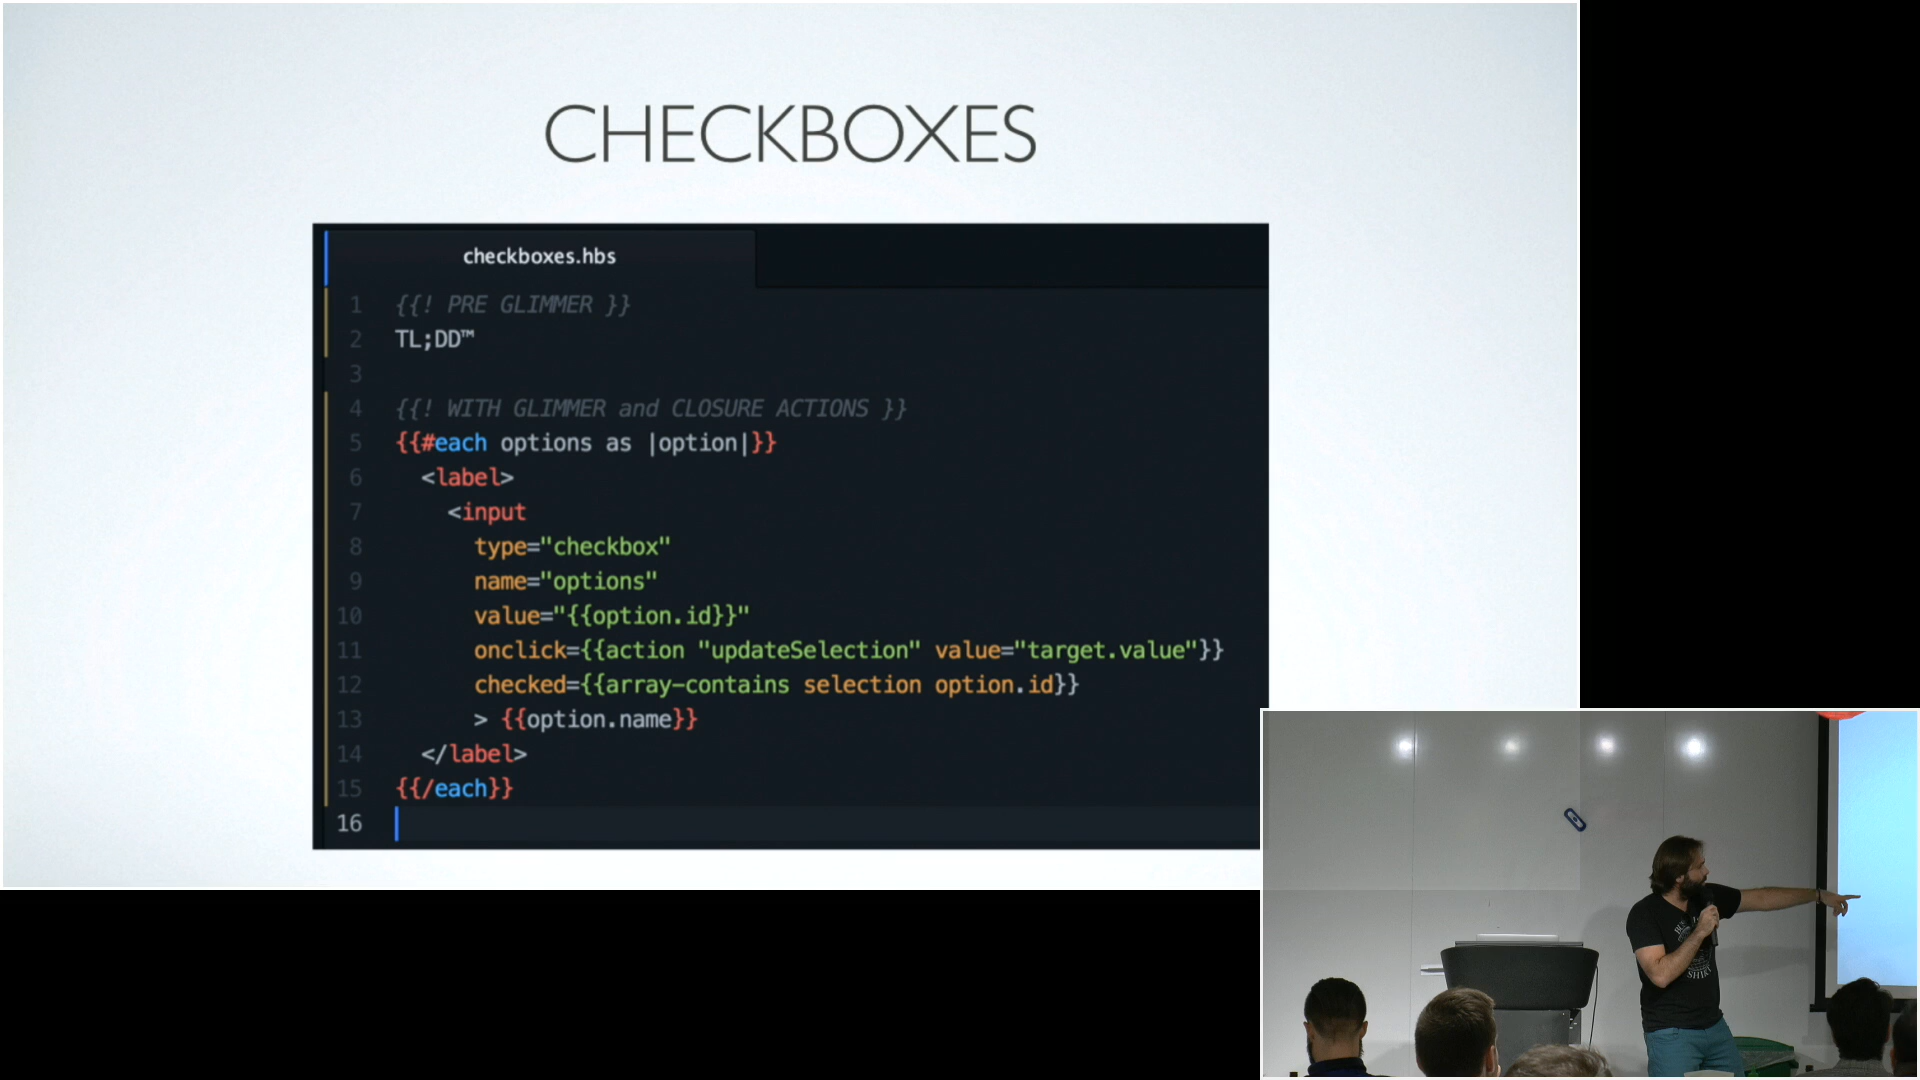 CHECKBOXES
checkboxes.hbs
1 {{! PRE GLIMMER }}
2 TL;DD™
3
4 {{! WITH GLIMMER and CLOSURE ACTIONS }}
5 {{#each options as |option|}}
6 <label>
7 <input
8 type="checkbox"
9 name="options"
10 value="{{option.id}}"
11 onclick={{action "updateSelection" value="target.value"}}
12 checked={{array-contains selection option.id}}
13 > {{option.name}}
14 </label>
15 {{/each}}
16